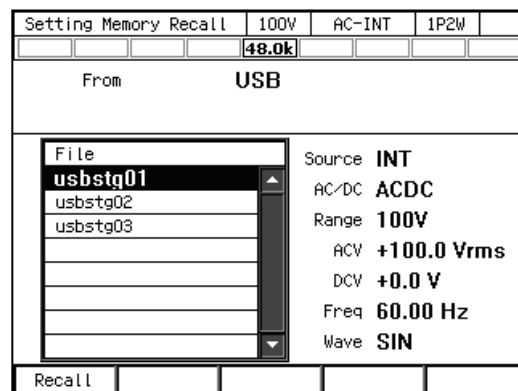 Setting Memory Recall 100V AC-INT 1P2W
48.0k
From USB
File
usbstg01
usbstg02
usbstg03
Source INT
AC/DC ACDC
Range 100V
ACV +100.0 Vrms
DCV +0.0 V
Freq 60.00 Hz
Wave SIN
Recall